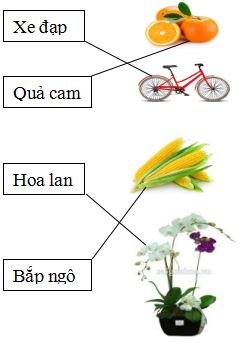 Xe đạp
Quả cam
Hoa lan
Bắp ngô